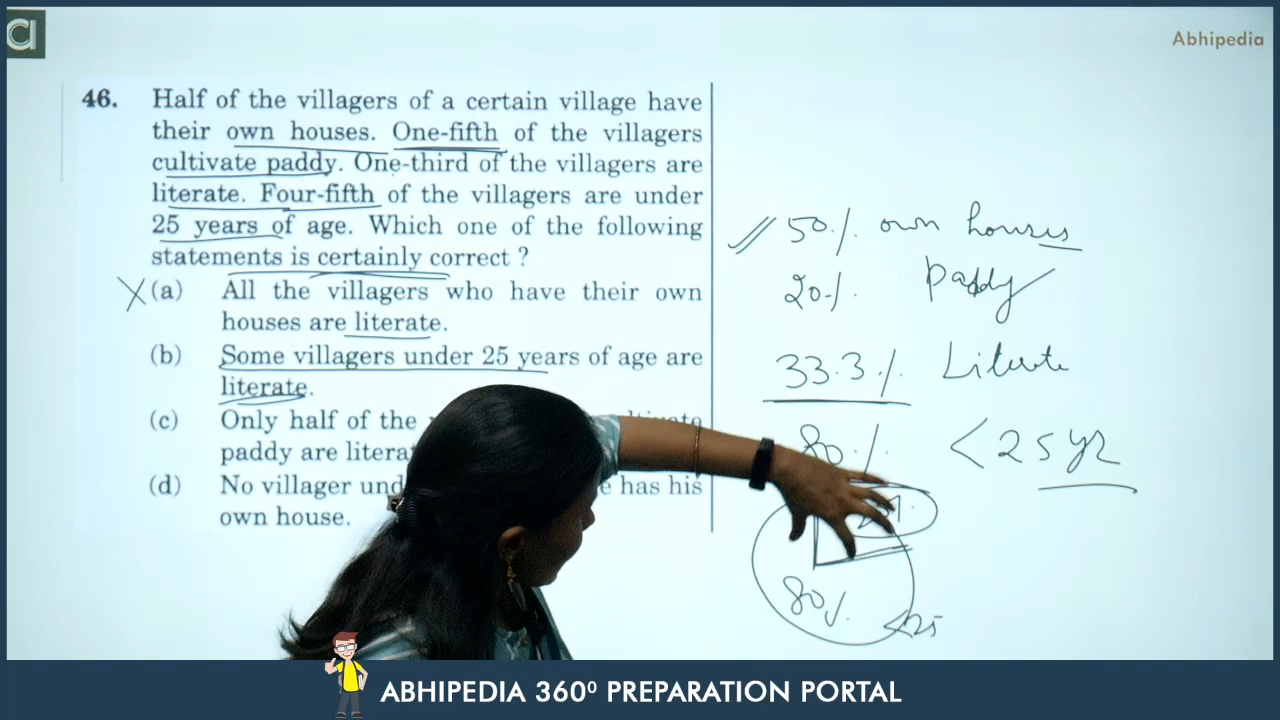 a
Abhipedia
46. Half of the villagers of a certain village have
their own houses. One-fifth of the villagers
cultivate paddy. One-third of the villagers are
literate. Four-fifth of the villagers are under
25 years of age. Which one of the following
statements is certainly correct ?
X (a) All the villagers who have their own
houses are literate.
(b) Some villagers under 25 years of age are
literate.
(c) Only half of the
paddy are
(d) No villager has his
own house.
50% own houses
20% Paddy
33.3% Literate
80% <25 yr
80%
<25
ABHIPEDIA 360⁰ PREPARATION PORTAL